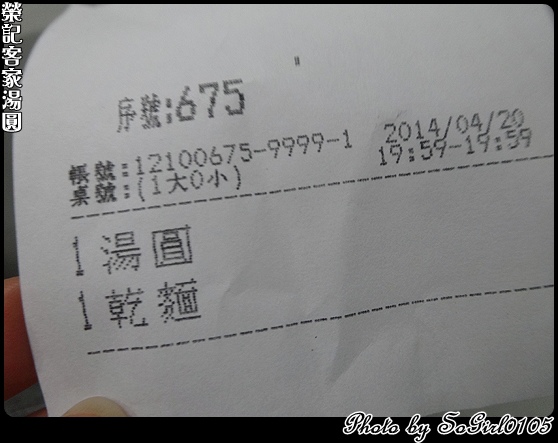 榮記客家湯圓
序號:675
帳號:12100675-9999-1 2014/04/20
桌號:(1大0小) 19:59-19:59
1 湯圓
1 乾麵
Photo by SoGirl0105